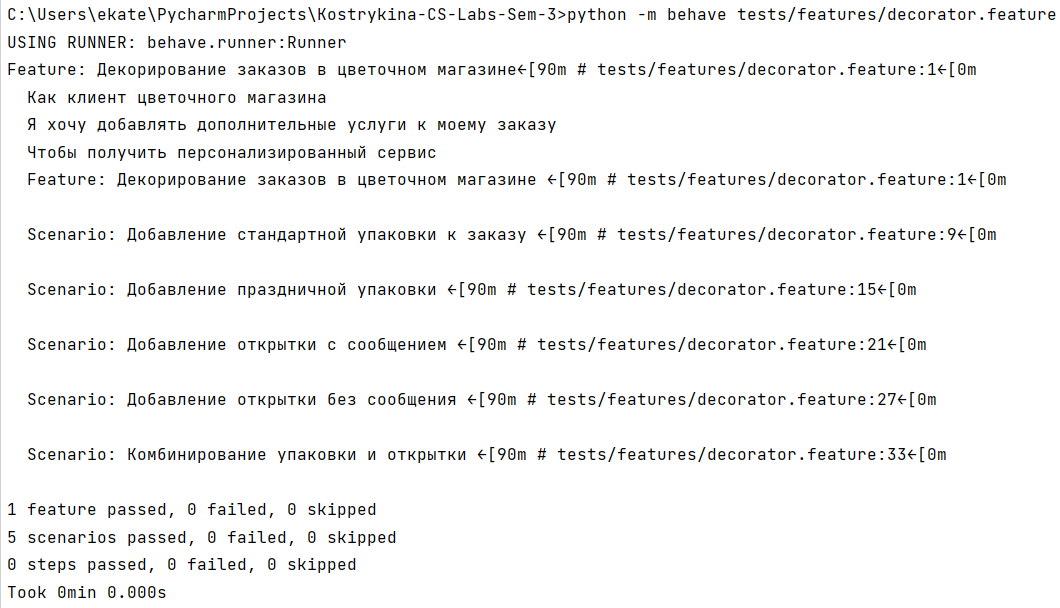 C:\Users\ekate\PycharmProjects\Kostrykina-CS-Labs-Sem-3>python -m behave tests/features/decorator.feature
USING RUNNER: behave.runner:Runner
Feature: Декорирование заказов в цветочном магазине←[90m # tests/features/decorator.feature:1←[0m
  Как клиент цветочного магазина
  Я хочу добавлять дополнительные услуги к моему заказу
  Чтобы получить персонализированный сервис
  Feature: Декорирование заказов в цветочном магазине ←[90m # tests/features/decorator.feature:1←[0m
  Scenario: Добавление стандартной упаковки к заказу ←[90m # tests/features/decorator.feature:9←[0m
  Scenario: Добавление праздничной упаковки ←[90m # tests/features/decorator.feature:15←[0m
  Scenario: Добавление открытки с сообщением ←[90m # tests/features/decorator.feature:21←[0m
  Scenario: Добавление открытки без сообщения ←[90m # tests/features/decorator.feature:27←[0m
  Scenario: Комбинирование упаковки и открытки ←[90m # tests/features/decorator.feature:33←[0m
1 feature passed, 0 failed, 0 skipped
5 scenarios passed, 0 failed, 0 skipped
0 steps passed, 0 failed, 0 skipped
Took 0min 0.000s